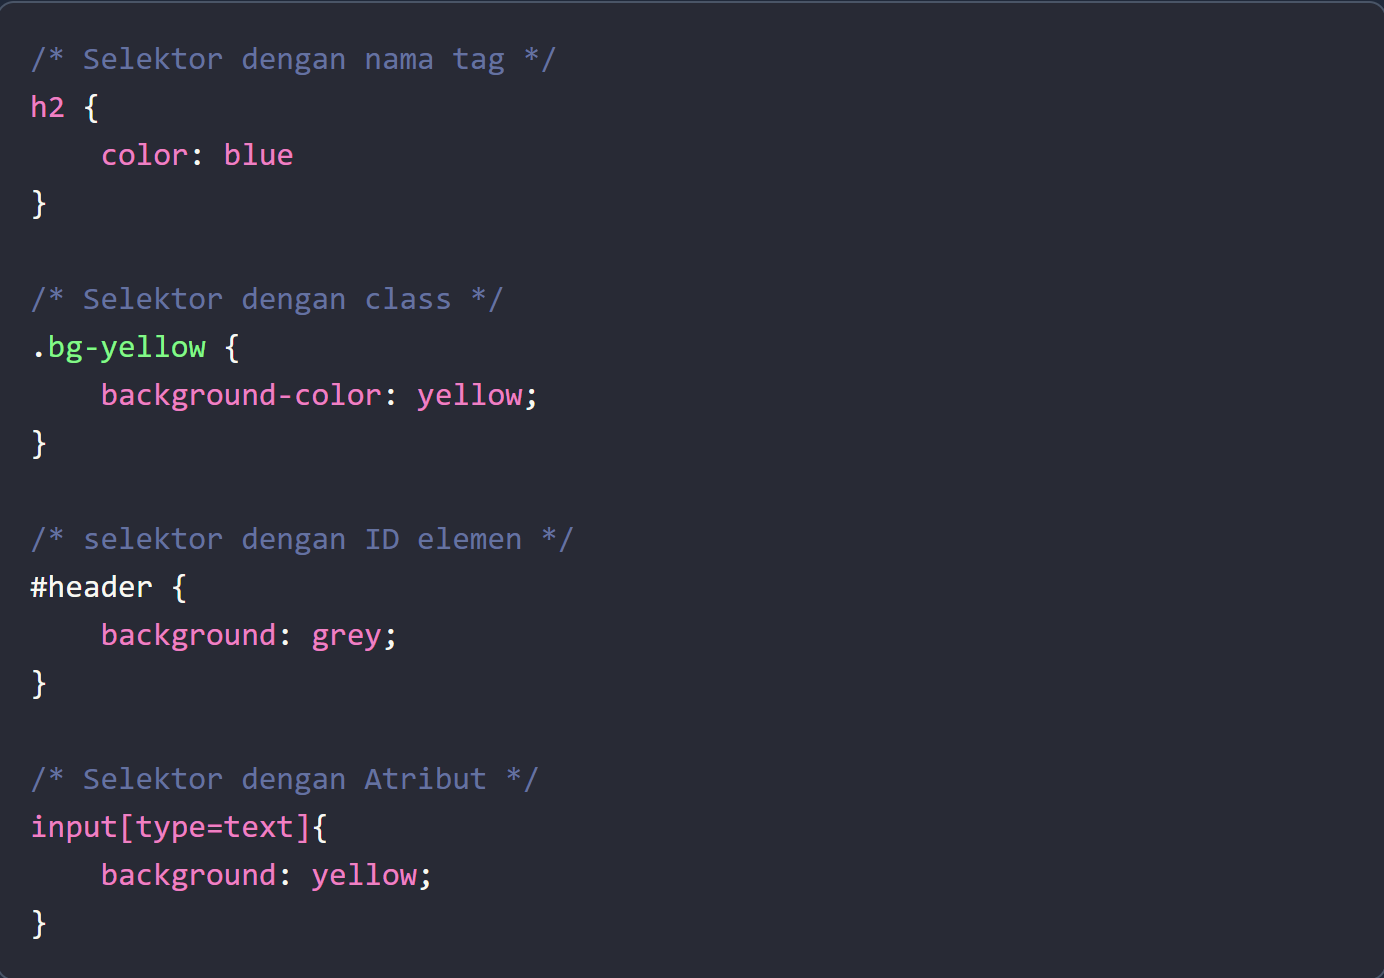 /* Selektor dengan nama tag */
h2 {
    color: blue
}

/* Selektor dengan class */
.bg-yellow {
    background-color: yellow;
}

/* selektor dengan ID elemen */
#header {
    background: grey;
}

/* Selektor dengan Atribut */
input[type=text]{
    background: yellow;
}